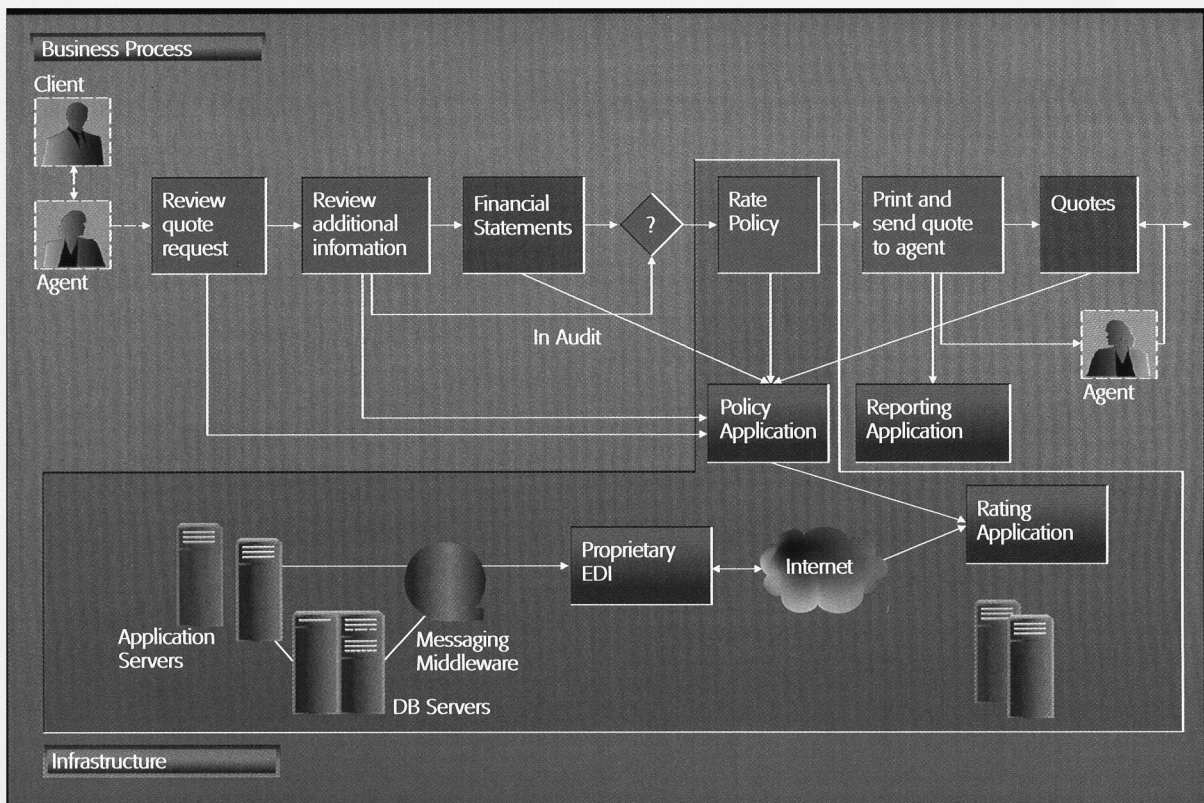 Business Process
Client
Agent
Review
quote
request
Review
additional
infomation
Financial
Statements
?
Rate
Policy
Print and
send quote
to agent
Quotes
In Audit
Agent
Policy
Application
Reporting
Application
Rating
Application
Proprietary
EDI
Internet
Application
Servers
Messaging
Middleware
DB Servers
Infrastructure